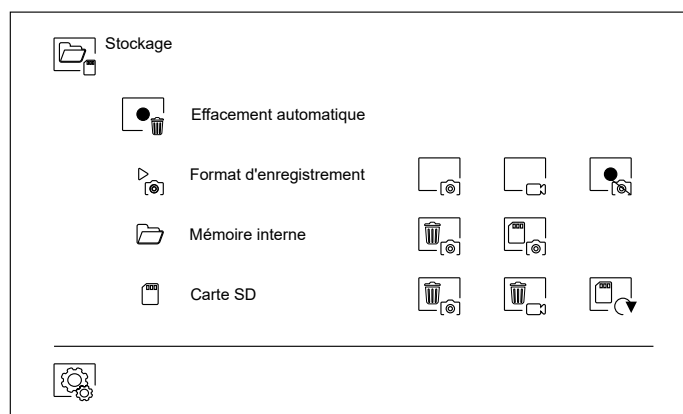 Stockage
Effacement automatique
Format d'enregistrement
Mémoire interne
Carte SD